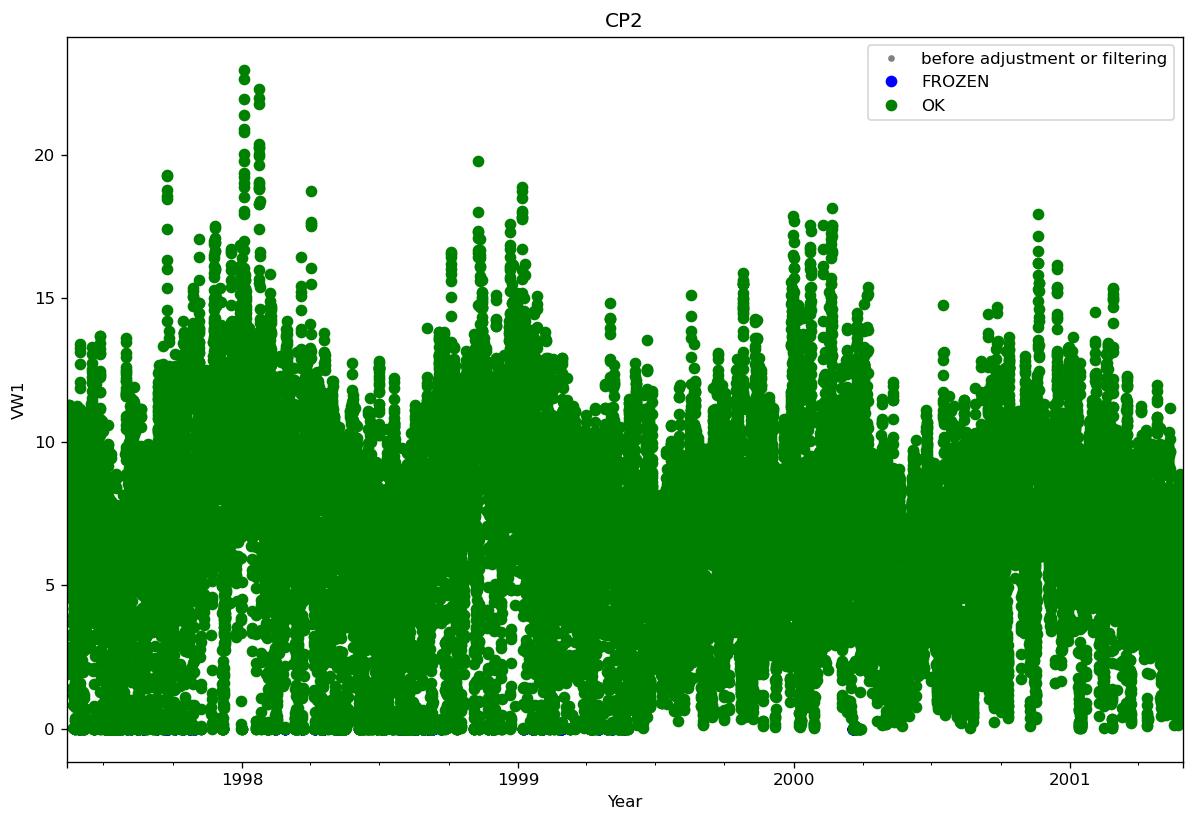 CP2
before adjustment or filtering
FROZEN
OK
20
15
10
5
0
VW1
1998 1999 2000 2001
Year